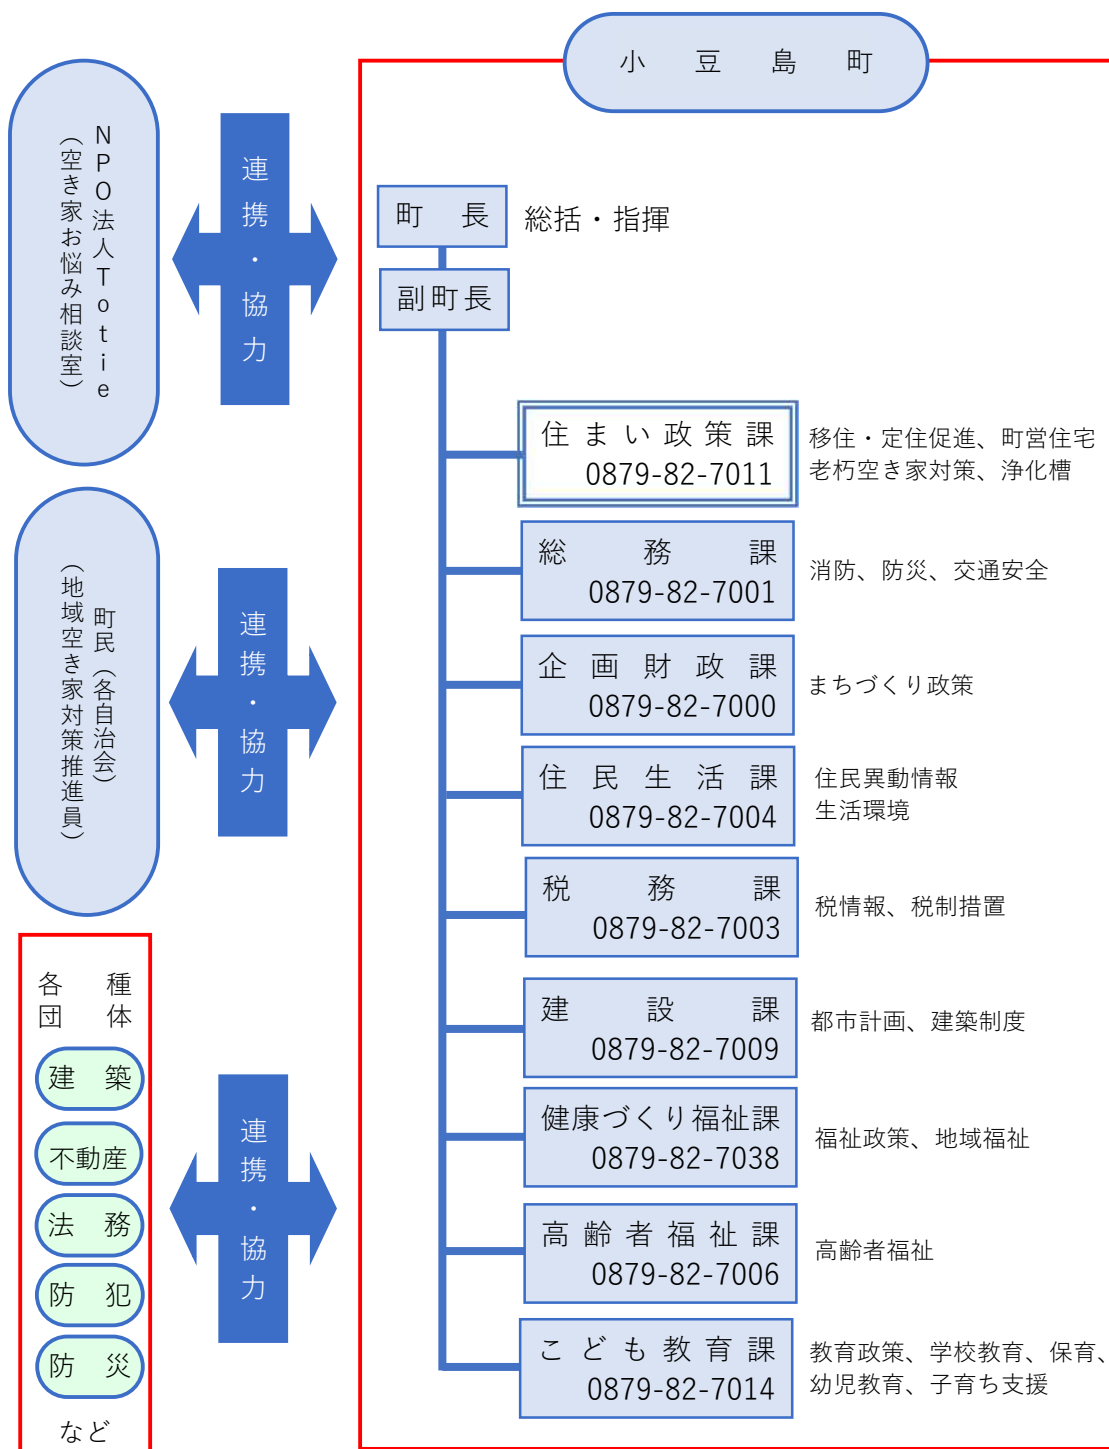 小豆島町
NPO法人Totie
（空き家お悩み相談室）
連携・協力
町民（各自治会）
（地域空き家対策推進員）
連携・協力
各種
団体
建築
不動産
法務
防犯
防災
など
連携・協力
町長
総括・指揮
副町長
住まい政策課
0879-82-7011
移住・定住促進、町営住宅
老朽空き家対策、浄化槽
総務課
0879-82-7001
消防、防災、交通安全
企画財政課
0879-82-7000
まちづくり政策
住民生活課
0879-82-7004
住民異動情報
生活環境
税務課
0879-82-7003
税情報、税制措置
建設課
0879-82-7009
都市計画、建築制度
健康づくり福祉課
0879-82-7038
福祉政策、地域福祉
高齢者福祉課
0879-82-7006
高齢者福祉
こども教育課
0879-82-7014
教育政策、学校教育、保育、
幼児教育、子育ち支援